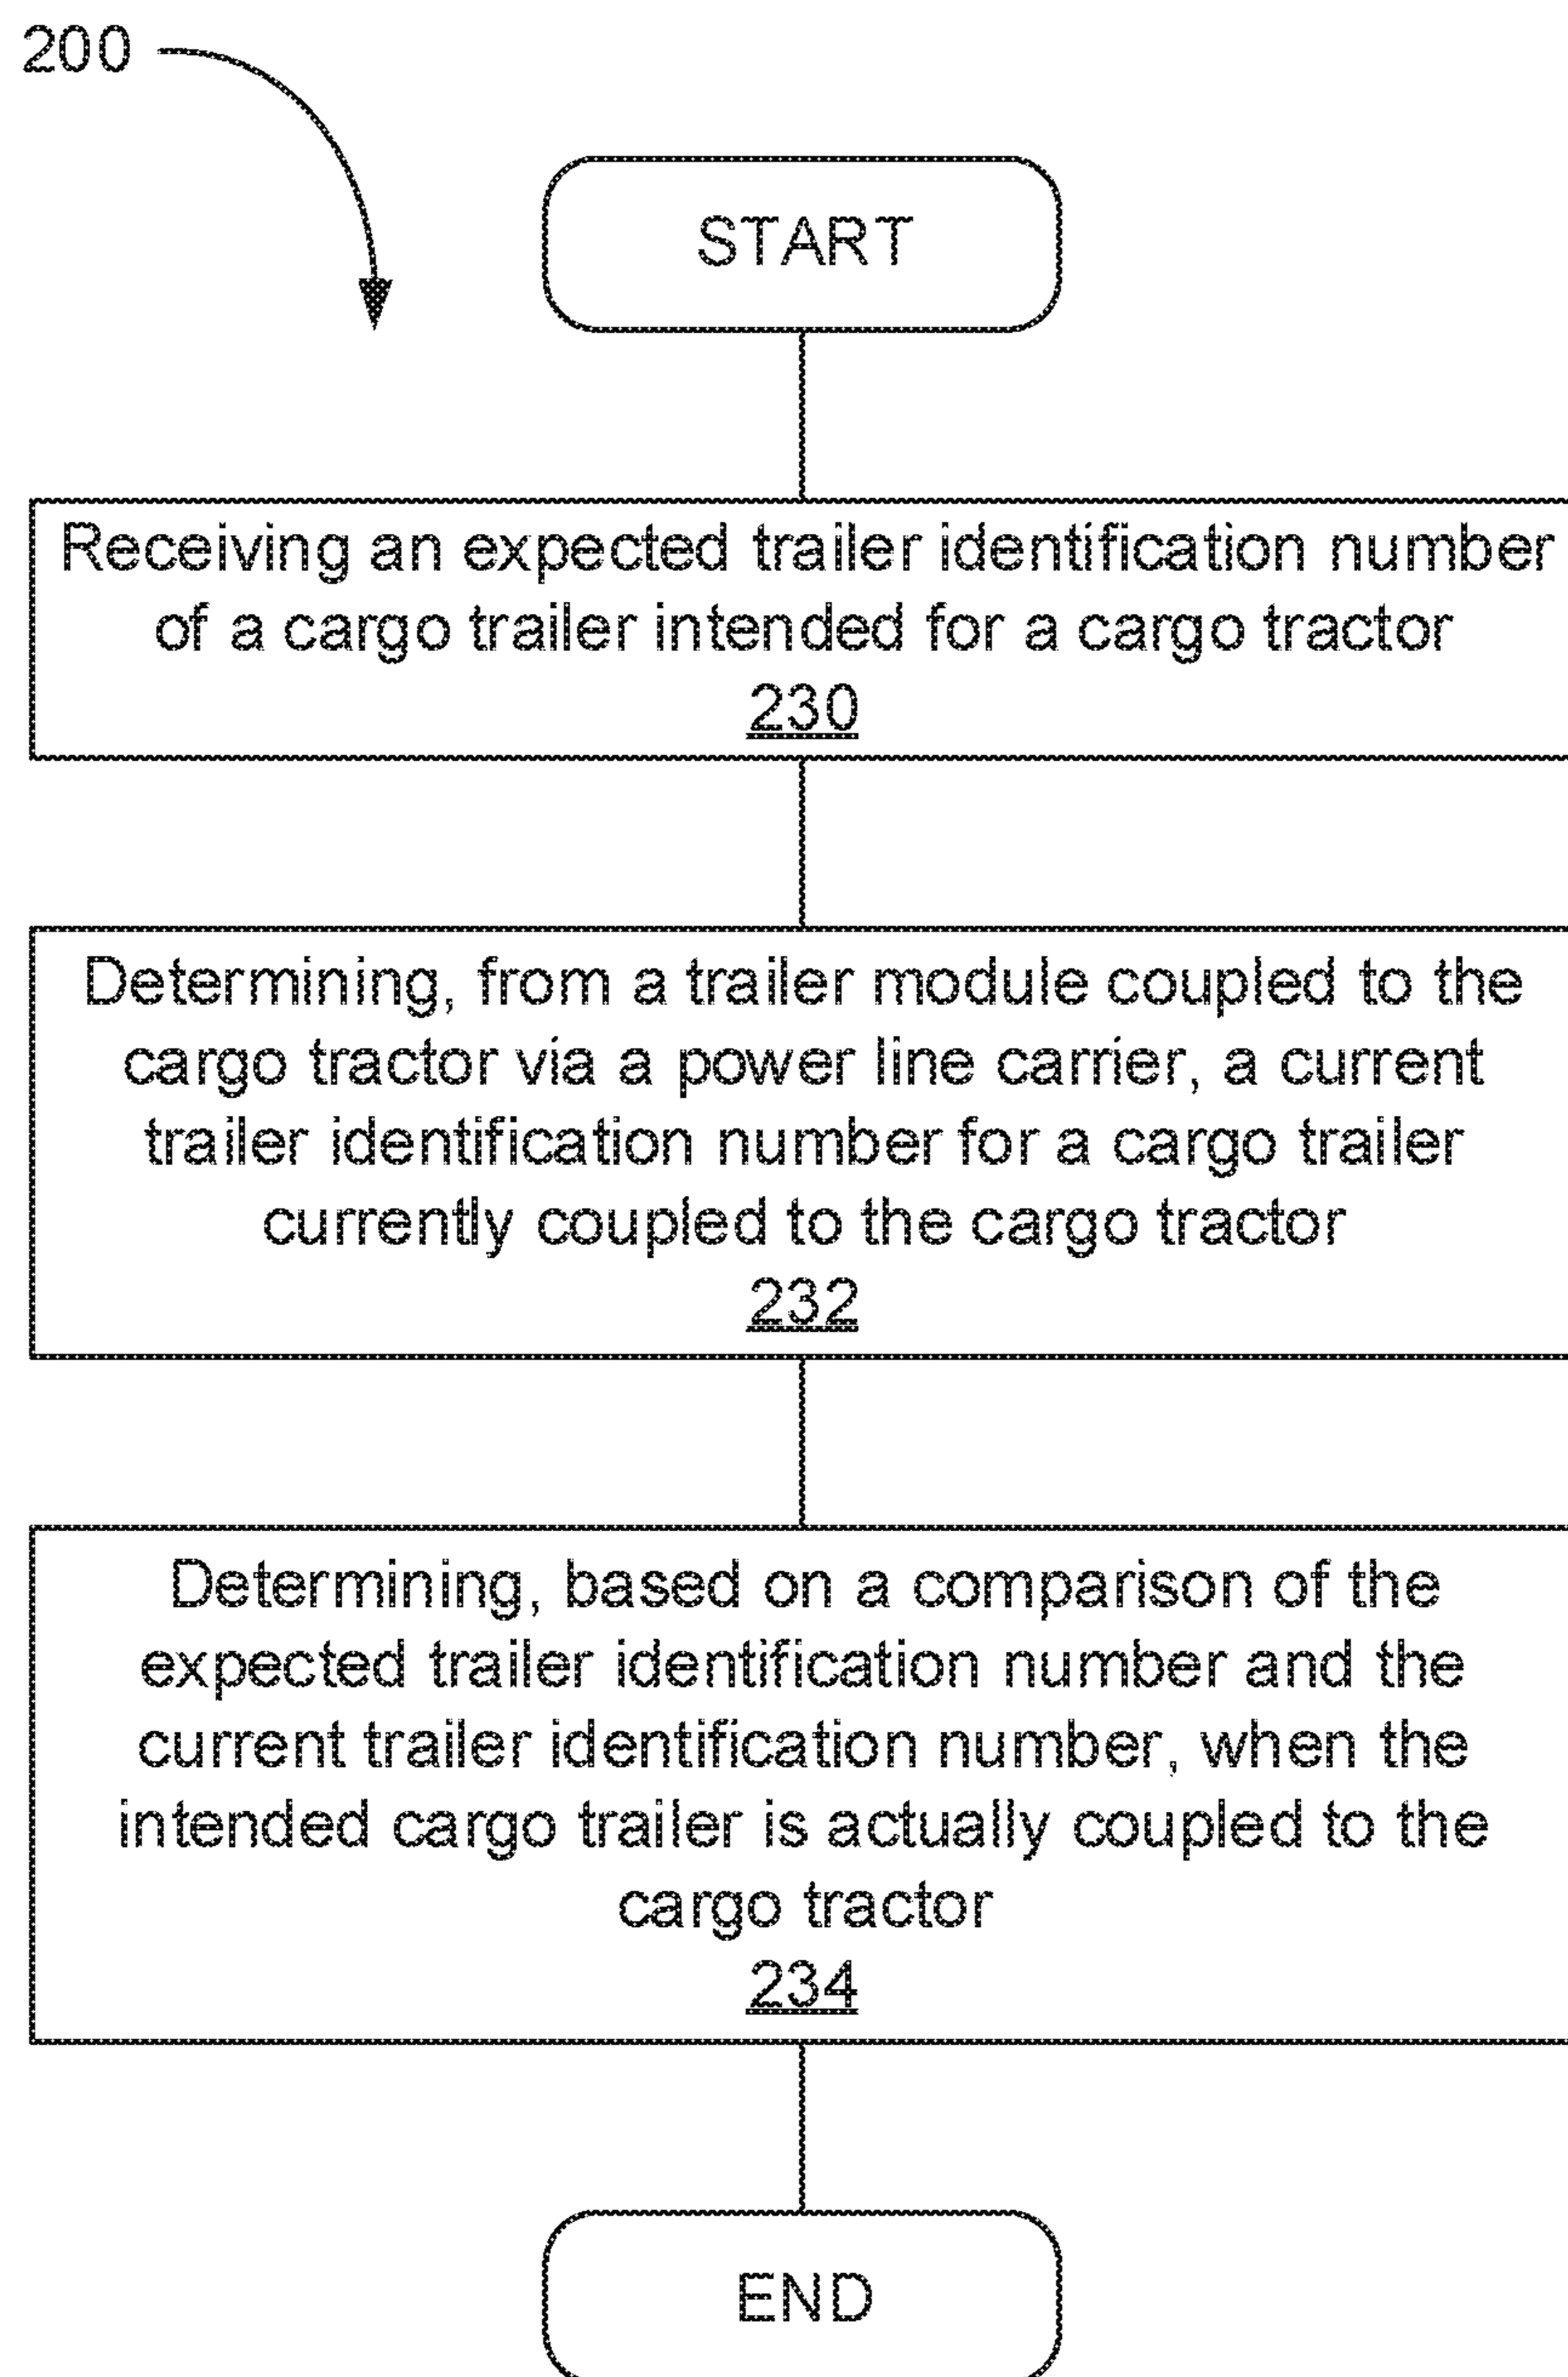 200
START
Receiving an expected trailer identification number
of a cargo trailer intended for a cargo tractor
230
Determining, from a trailer module coupled to the
cargo tractor via a power line carrier, a current
trailer identification number for a cargo trailer
currently coupled to the cargo tractor
232
Determining, based on a comparison of the
expected trailer identification number and the
current trailer identification number, when the
intended cargo trailer is actually coupled to the
cargo tractor
234
END